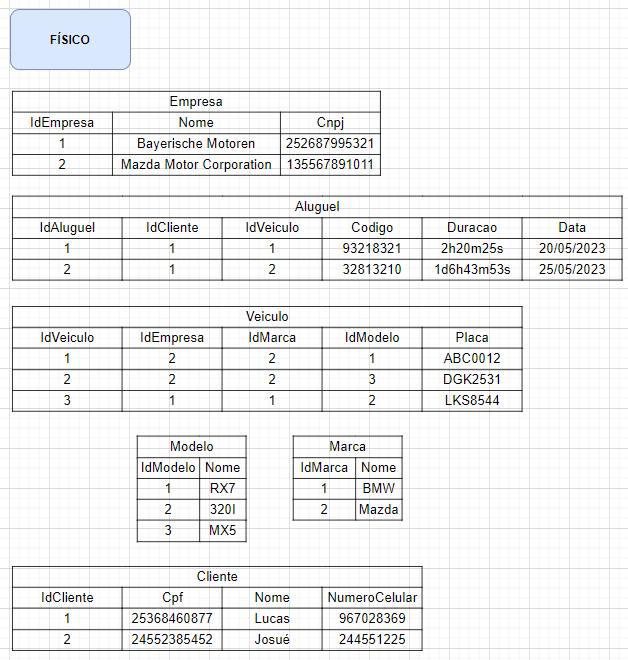 FÍSICO
Empresa
IdEmpresa Nome Cnpj
1 Bayerische Motoren 252687995321
2 Mazda Motor Corporation 135567891011
Aluguel
IdAluguel IdCliente IdVeiculo Codigo Duracao Data
1 1 1 93218321 2h20m25s 20/05/2023
2 1 2 32813210 1d6h43m53s 25/05/2023
Veiculo
IdVeiculo IdEmpresa IdMarca IdModelo Placa
1 2 2 1 ABC0012
2 2 2 3 DGK2531
3 1 1 2 LKS8544
Modelo
IdModelo Nome
1 RX7
2 320I
3 MX5
Marca
IdMarca Nome
1 BMW
2 Mazda
Cliente
IdCliente Cpf Nome NumeroCelular
1 25368460877 Lucas 967028369
2 24552385452 Josué 244551225